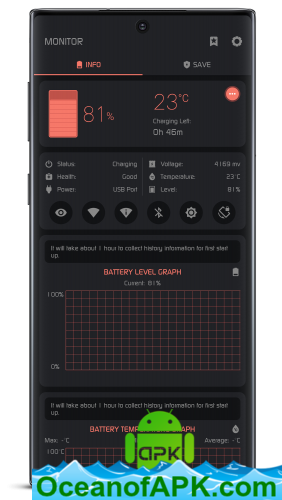 MONITOR
INFO
SAVE
81%
23°C
Charging Left:
0h 46m
Status: Charging
Voltage: 4169 mv
Health: Good
Temperature: 23°C
Power: USB Port
Level: 81%
It will take about 1 hour to collect history information for first start
up.
BATTERY LEVEL GRAPH
Current: 81%
100%
0%
It will take about 1 hour to collect history information for first start
up.
BATTERY TEMPERATURE GRAPH
Max: -°C
Average: -°C
100°C
APK
OceanofAPK.com